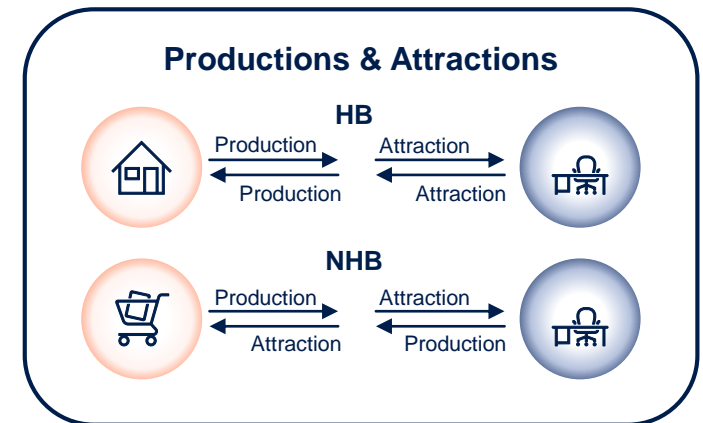 Productions & Attractions
HB
Production Attraction
Production Attraction
NHB
Production Attraction
Attraction Production